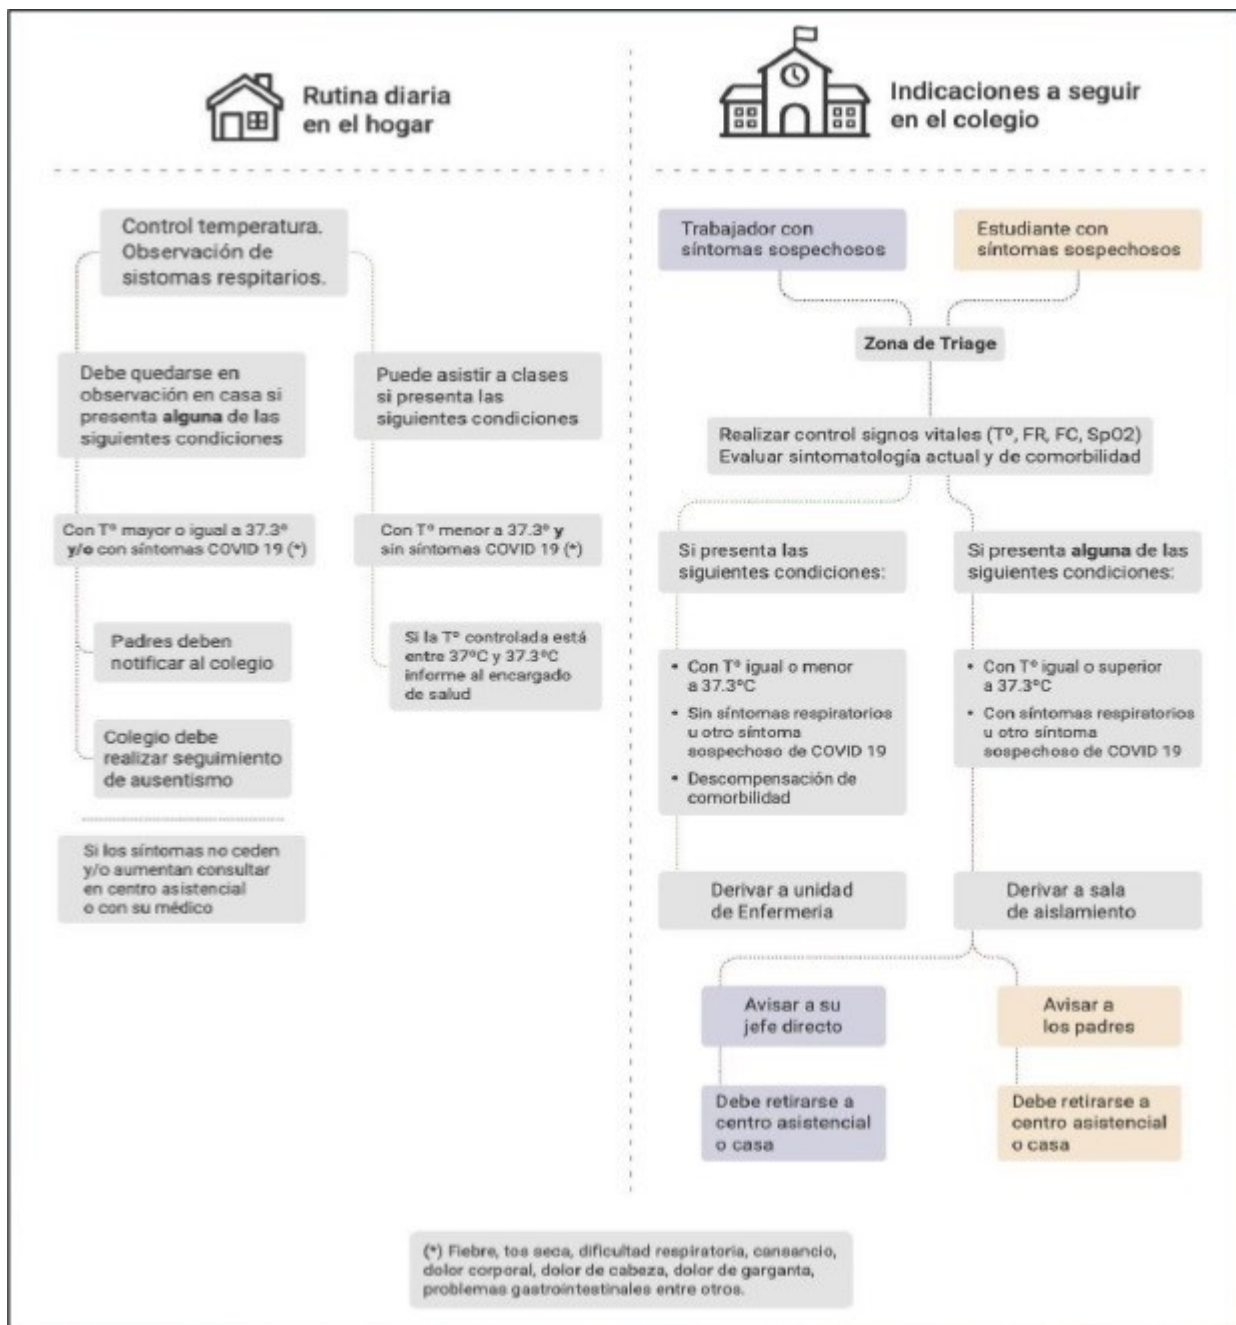 Rutina diaria
en el hogar
Control temperatura.
Observación de
sistomas respitarios.
Debe quedarse en
observación en casa si
presenta alguna de las
siguientes condiciones
Puede asistir a clases
si presenta las
siguientes condiciones
Con Tº mayor o igual a 37.3º
y/o con síntomas COVID 19 (*)
Con Tº menor a 37.3º y
sin síntomas COVID 19 (*)
Padres deben
notificar al colegio
Si la Tº controlada está
entre 37ºC y 37.3ºC
informe al encargado
de salud
Colegio debe
realizar seguimiento
de ausentismo
Si los síntomas no ceden
y/o aumentan consultar
en centro asistencial
o con su médico
Indicaciones a seguir
en el colegio
Trabajador con
síntomas sospechosos
Estudiante con
síntomas sospechosos
Zona de Triage
Realizar control signos vitales (Tº, FR, FC, SpO2)
Evaluar sintomatología actual y de comorbilidad
Si presenta las
siguientes condiciones:
Si presenta alguna de las
siguientes condiciones:
• Con Tº igual o menor
a 37.3ºC
• Sin síntomas respiratorios
u otro síntoma
sospechoso de COVID 19
• Descompensación de
comorbilidad
• Con Tº igual o superior
a 37.3ºC
• Con síntomas respiratorios
u otro síntoma
sospechoso de COVID 19
Derivar a unidad
de Enfermeria
Derivar a sala
de aislamiento
Avisar a su
jefe directo
Avisar a
los padres
Debe retirarse a
centro asistencial
o casa
Debe retirarse a
centro asistencial
o casa
(*) Fiebre, tos seca, dificultad respiratoria, cansancio,
dolor corporal, dolor de cabeza, dolor de garganta,
problemas gastrointestinales entre otros.